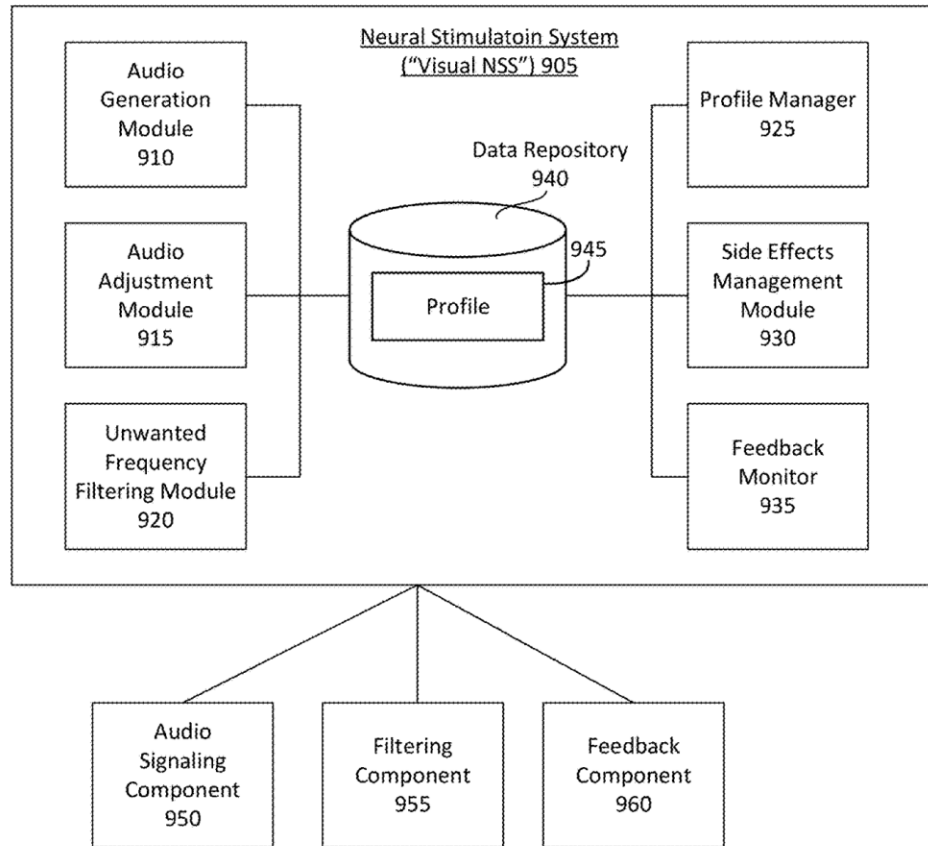 Neural Stimulatoin System
("Visual NSS") 905
Audio
Generation
Module
910
Audio
Adjustment
Module
915
Unwanted
Frequency
Filtering Module
920
Data Repository
940
945
Profile
Profile Manager
925
Side Effects
Management
Module
930
Feedback
Monitor
935
Audio
Signaling
Component
950
Filtering
Component
955
Feedback
Component
960